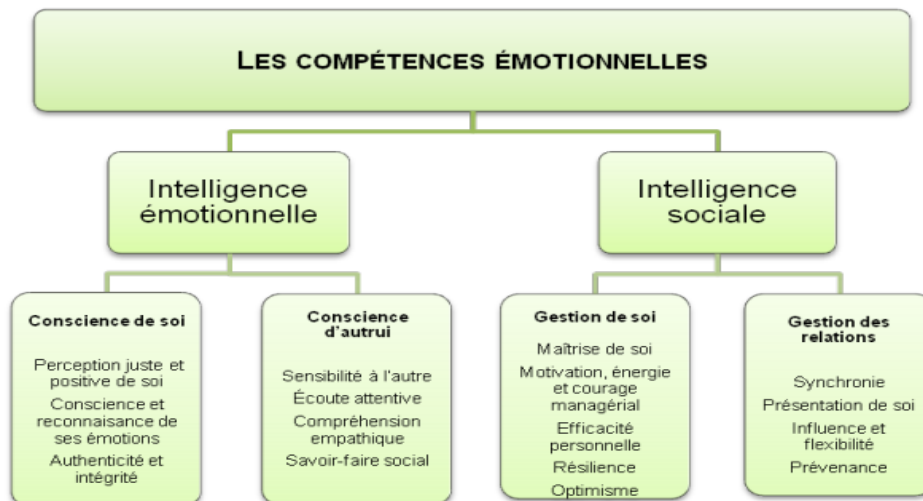 LES COMPÉTENCES ÉMOTIONNELLES
Intelligence
émotionnelle
Intelligence
sociale
Conscience de soi
Perception juste et
positive de soi
Conscience et
reconnaisance de
ses émotions
Authenticité et
intégrité
Conscience
d'autrui
Sensibilité à l'autre
Écoute attentive
Compréhension
empathique
Savoir-faire social
Gestion de soi
Maîtrise de soi
Motivation, énergie
et courage
managérial
Efficacité
personnelle
Résilience
Optimisme
Gestion des
relations
Synchronie
Présentation de soi
Influence et
flexibilité
Prévenance